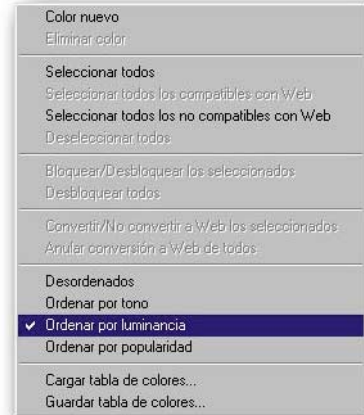 Color nuevo
Eliminar color
Seleccionar todos
Seleccionar todos los compatibles con Web
Seleccionar todos los no compatibles con Web
Deseleccionar todos
Bloquear/Desbloquear los seleccionados
Desbloquear todos
Convertir/No convertir a Web los seleccionados
Anular conversión a Web de todos
Desordenados
Ordenar por tono
✓ Ordenar por luminancia
Ordenar por popularidad
Cargar tabla de colores...
Guardar tabla de colores...